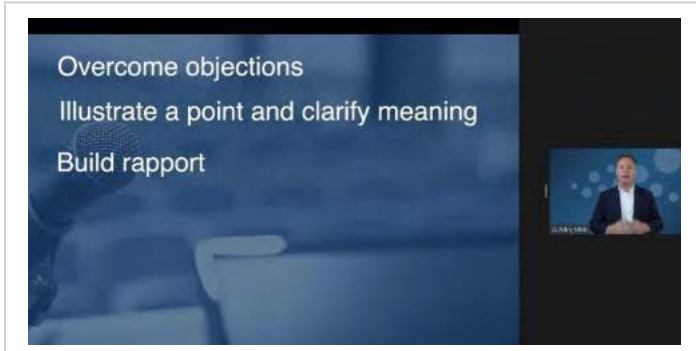 Overcome objections
Illustrate a point and clarify meaning
Build rapport